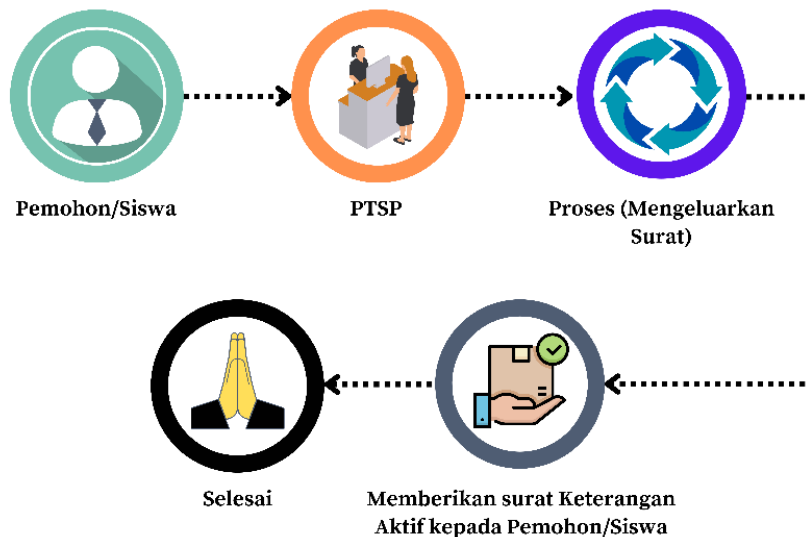 Pemohon/Siswa
PTSP
Proses (Mengeluarkan
Surat)
Selesai
Memberikan surat Keterangan
Aktif kepada Pemohon/Siswa